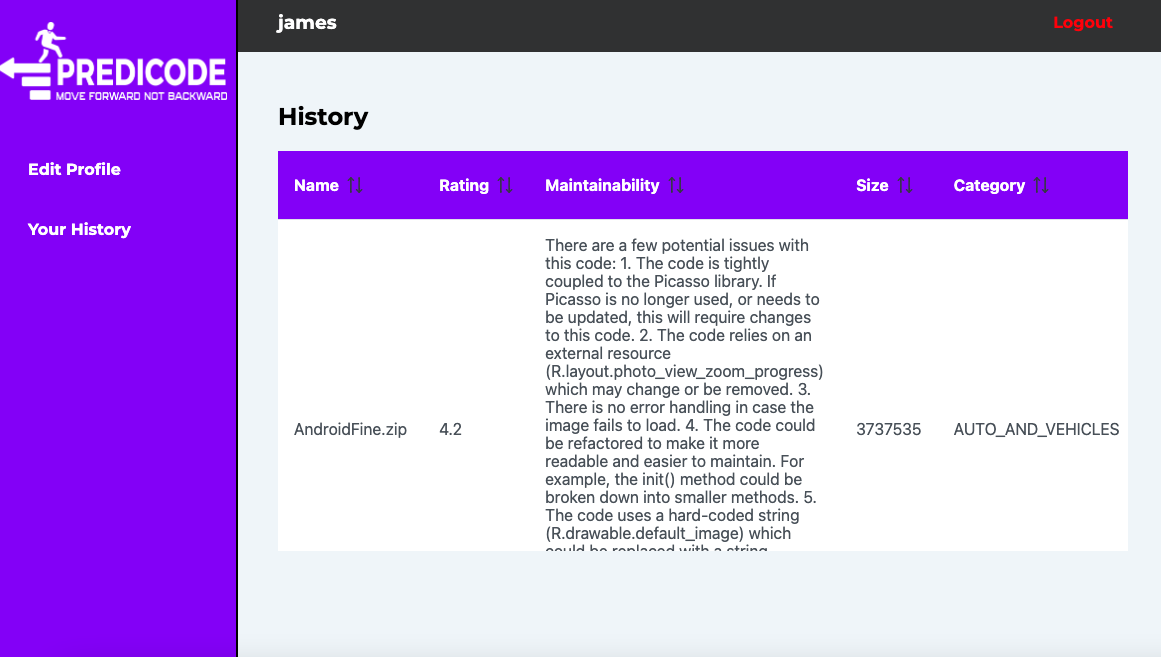 james
Logout
PREDICODE
MOVE FORWARD NOT BACKWARD
Edit Profile
Your History
History
Name Rating Maintainability Size Category
There are a few potential issues with
this code: 1. The code is tightly
coupled to the Picasso library. If
Picasso is no longer used, or needs to
be updated, this will require changes
to this code. 2. The code relies on an
external resource
(R.layout.photo_view_zoom_progress)
which may change or be removed. 3.
There is no error handling in case the
image fails to load. 4. The code could
AndroidFine.zip 4.2 be refactored to make it more 3737535 AUTO_AND_VEHICLES
readable and easier to maintain. For
example, the init() method could be
broken down into smaller methods. 5.
The code uses a hard-coded string
(R.drawable.default_image) which
could be replaced with a string